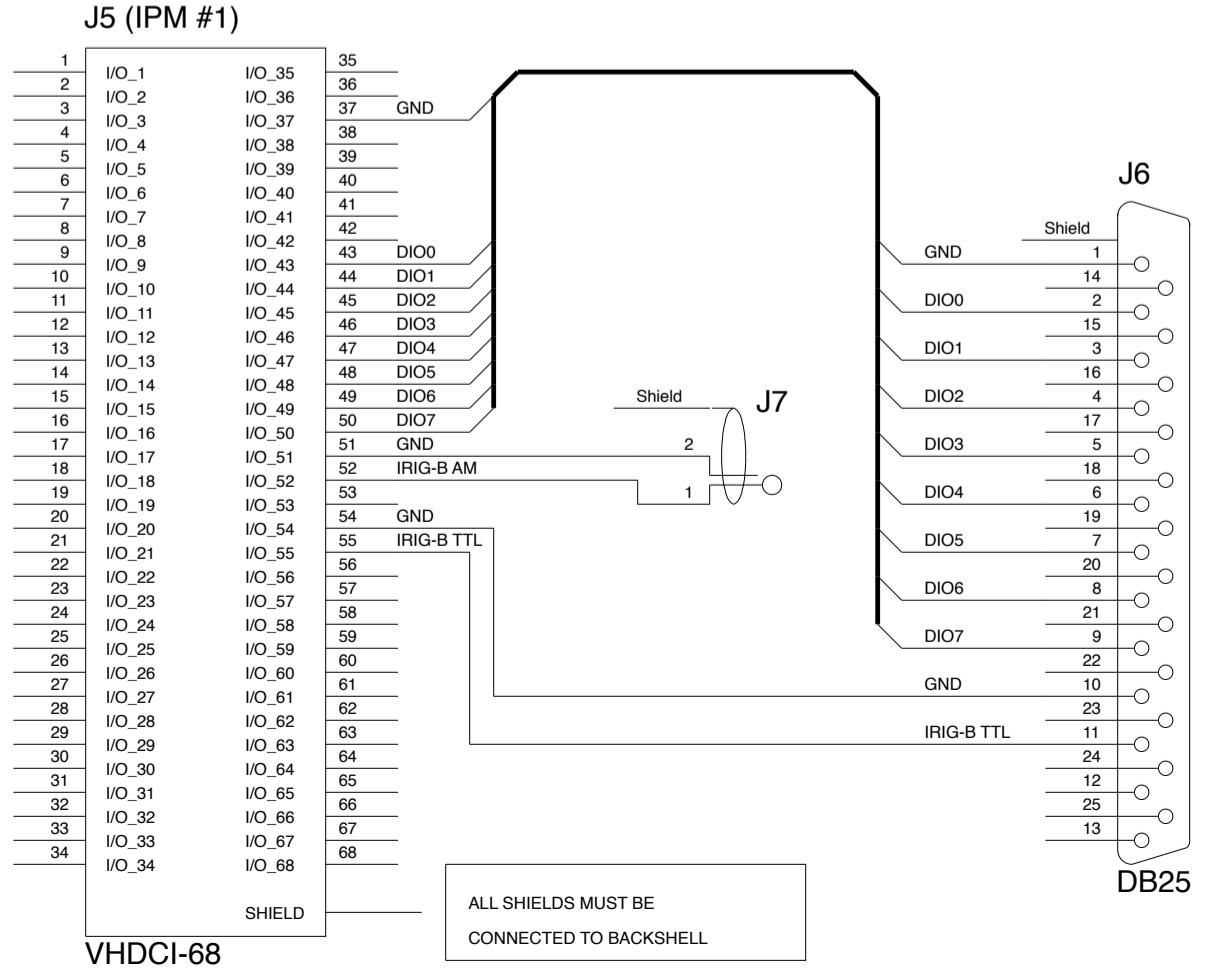 J5 (IPM #1)
1 I/O_1 I/O_35 35
2 I/O_2 I/O_36 36
3 I/O_3 I/O_37 37 GND
4 I/O_4 I/O_38 38
5 I/O_5 I/O_39 39
6 I/O_6 I/O_40 40
7 I/O_7 I/O_41 41
8 I/O_8 I/O_42 42
9 I/O_9 I/O_43 43 DIO0
10 I/O_10 I/O_44 44 DIO1
11 I/O_11 I/O_45 45 DIO2
12 I/O_12 I/O_46 46 DIO3
13 I/O_13 I/O_47 47 DIO4
14 I/O_14 I/O_48 48 DIO5
15 I/O_15 I/O_49 49 DIO6
16 I/O_16 I/O_50 50 DIO7
17 I/O_17 I/O_51 51 GND
18 I/O_18 I/O_52 52 IRIG-B AM
19 I/O_19 I/O_53 53
20 I/O_20 I/O_54 54 GND
21 I/O_21 I/O_55 55 IRIG-B TTL
22 I/O_22 I/O_56 56
23 I/O_23 I/O_57 57
24 I/O_24 I/O_58 58
25 I/O_25 I/O_59 59
26 I/O_26 I/O_60 60
27 I/O_27 I/O_61 61
28 I/O_28 I/O_62 62
29 I/O_29 I/O_63 63
30 I/O_30 I/O_64 64
31 I/O_31 I/O_65 65
32 I/O_32 I/O_66 66
33 I/O_33 I/O_67 67
34 I/O_34 I/O_68 68
SHIELD
VHDCI-68
Shield J7
2
1
J6
Shield
GND 1
14
DIO0 2
15
DIO1 3
16
DIO2 4
17
DIO3 5
18
DIO4 6
19
DIO5 7
20
DIO6 8
21
DIO7 9
22
GND 10
23
IRIG-B TTL 11
24
12
25
13
DB25
ALL SHIELDS MUST BE
CONNECTED TO BACKSHELL